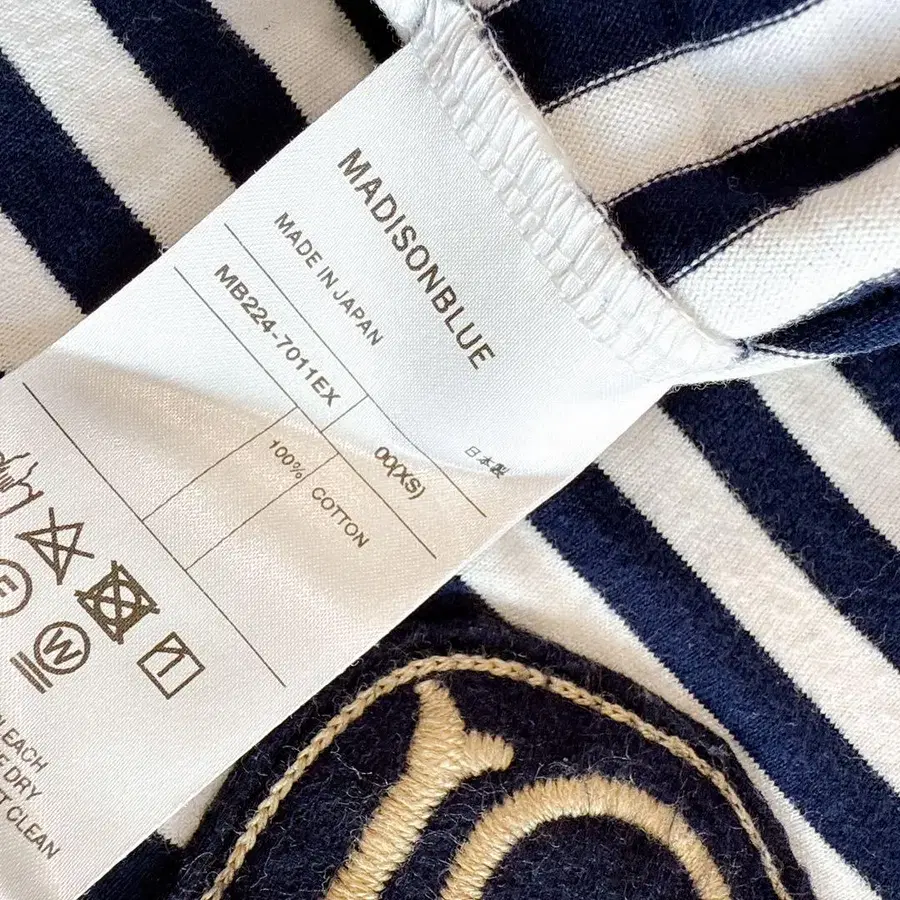 MADISONBLUE
MADE IN JAPAN
日本製
MB224-7011EX
00(XS)
100% COTTON
E
W
EACH
DRY
CLEAN